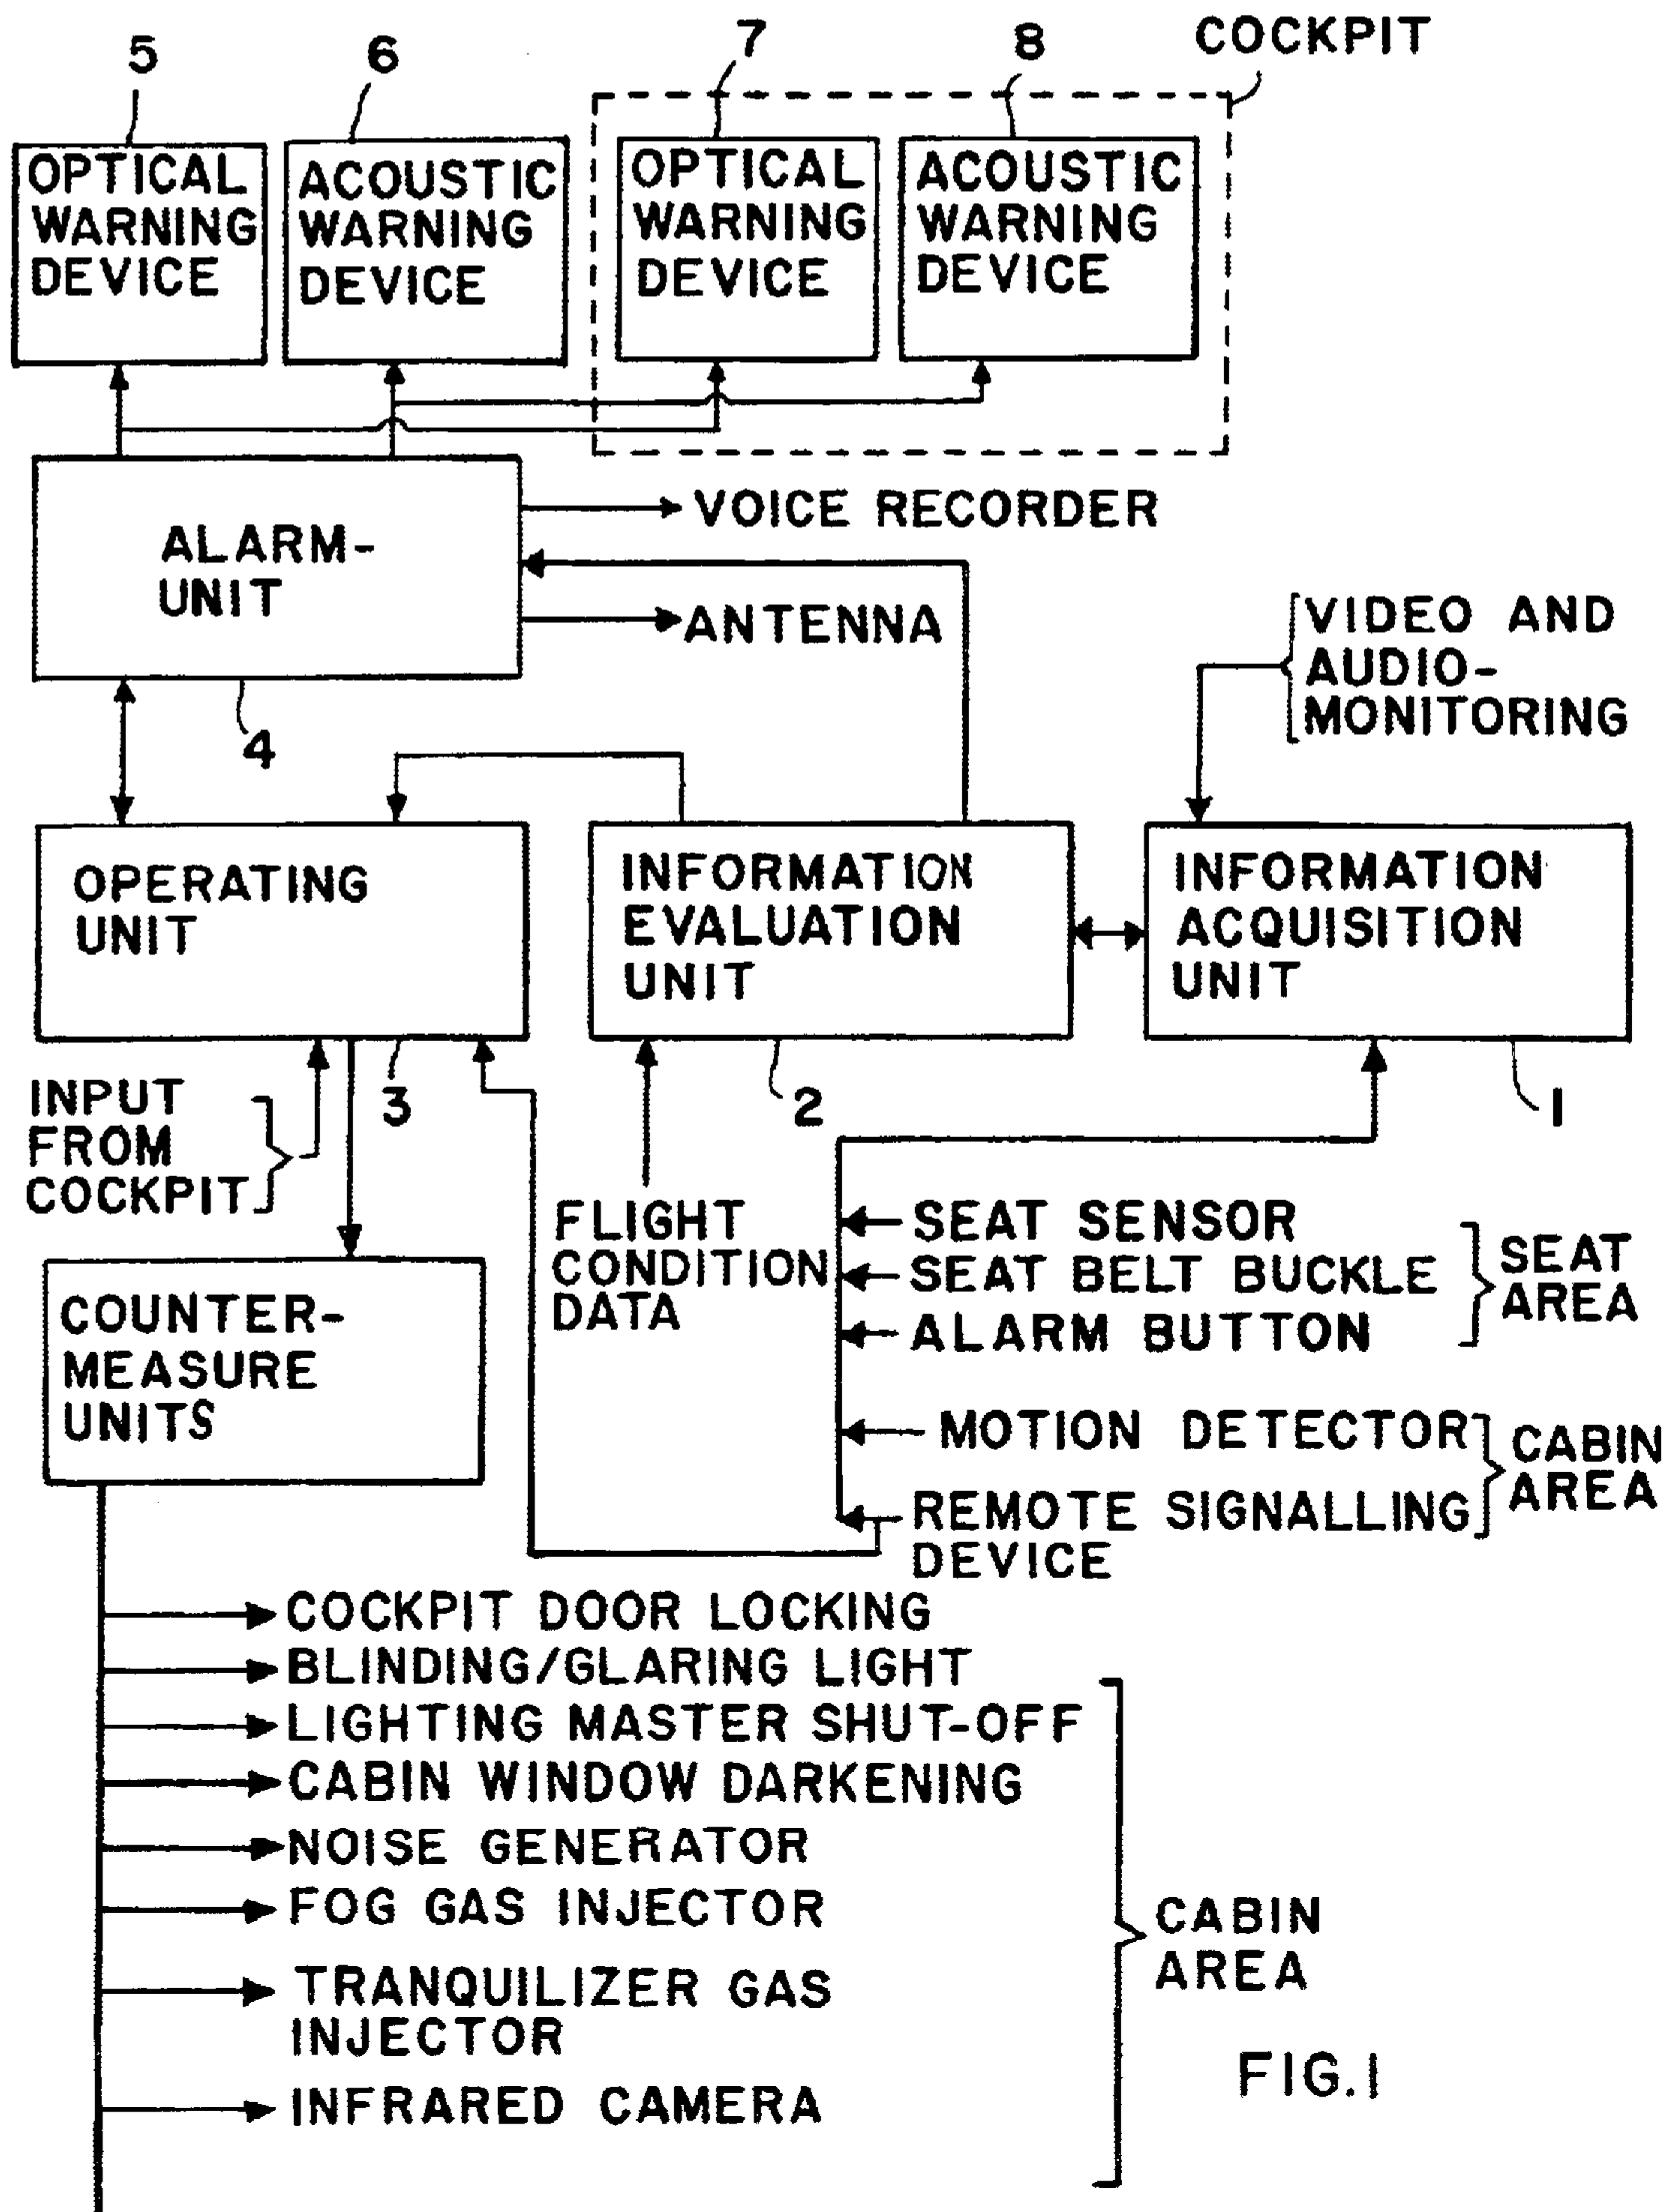 5
6
7
8
COCKPIT
OPTICAL
WARNING
DEVICE
ACOUSTIC
WARNING
DEVICE
OPTICAL
WARNING
DEVICE
ACOUSTIC
WARNING
DEVICE
ALARM-
UNIT
VOICE RECORDER
ANTENNA
4
VIDEO AND
AUDIO-
MONITORING
OPERATING
UNIT
INFORMATION
EVALUATION
UNIT
INFORMATION
ACQUISITION
UNIT
3
2
1
INPUT
FROM
COCKPIT
FLIGHT
CONDITION
DATA
SEAT SENSOR
SEAT BELT BUCKLE
ALARM BUTTON
SEAT
AREA
MOTION DETECTOR
REMOTE SIGNALLING
DEVICE
CABIN
AREA
COUNTER-
MEASURE
UNITS
COCKPIT DOOR LOCKING
BLINDING/GLARING LIGHT
LIGHTING MASTER SHUT-OFF
CABIN WINDOW DARKENING
NOISE GENERATOR
FOG GAS INJECTOR
TRANQUILIZER GAS
INJECTOR
INFRARED CAMERA
CABIN
AREA
FIG.1